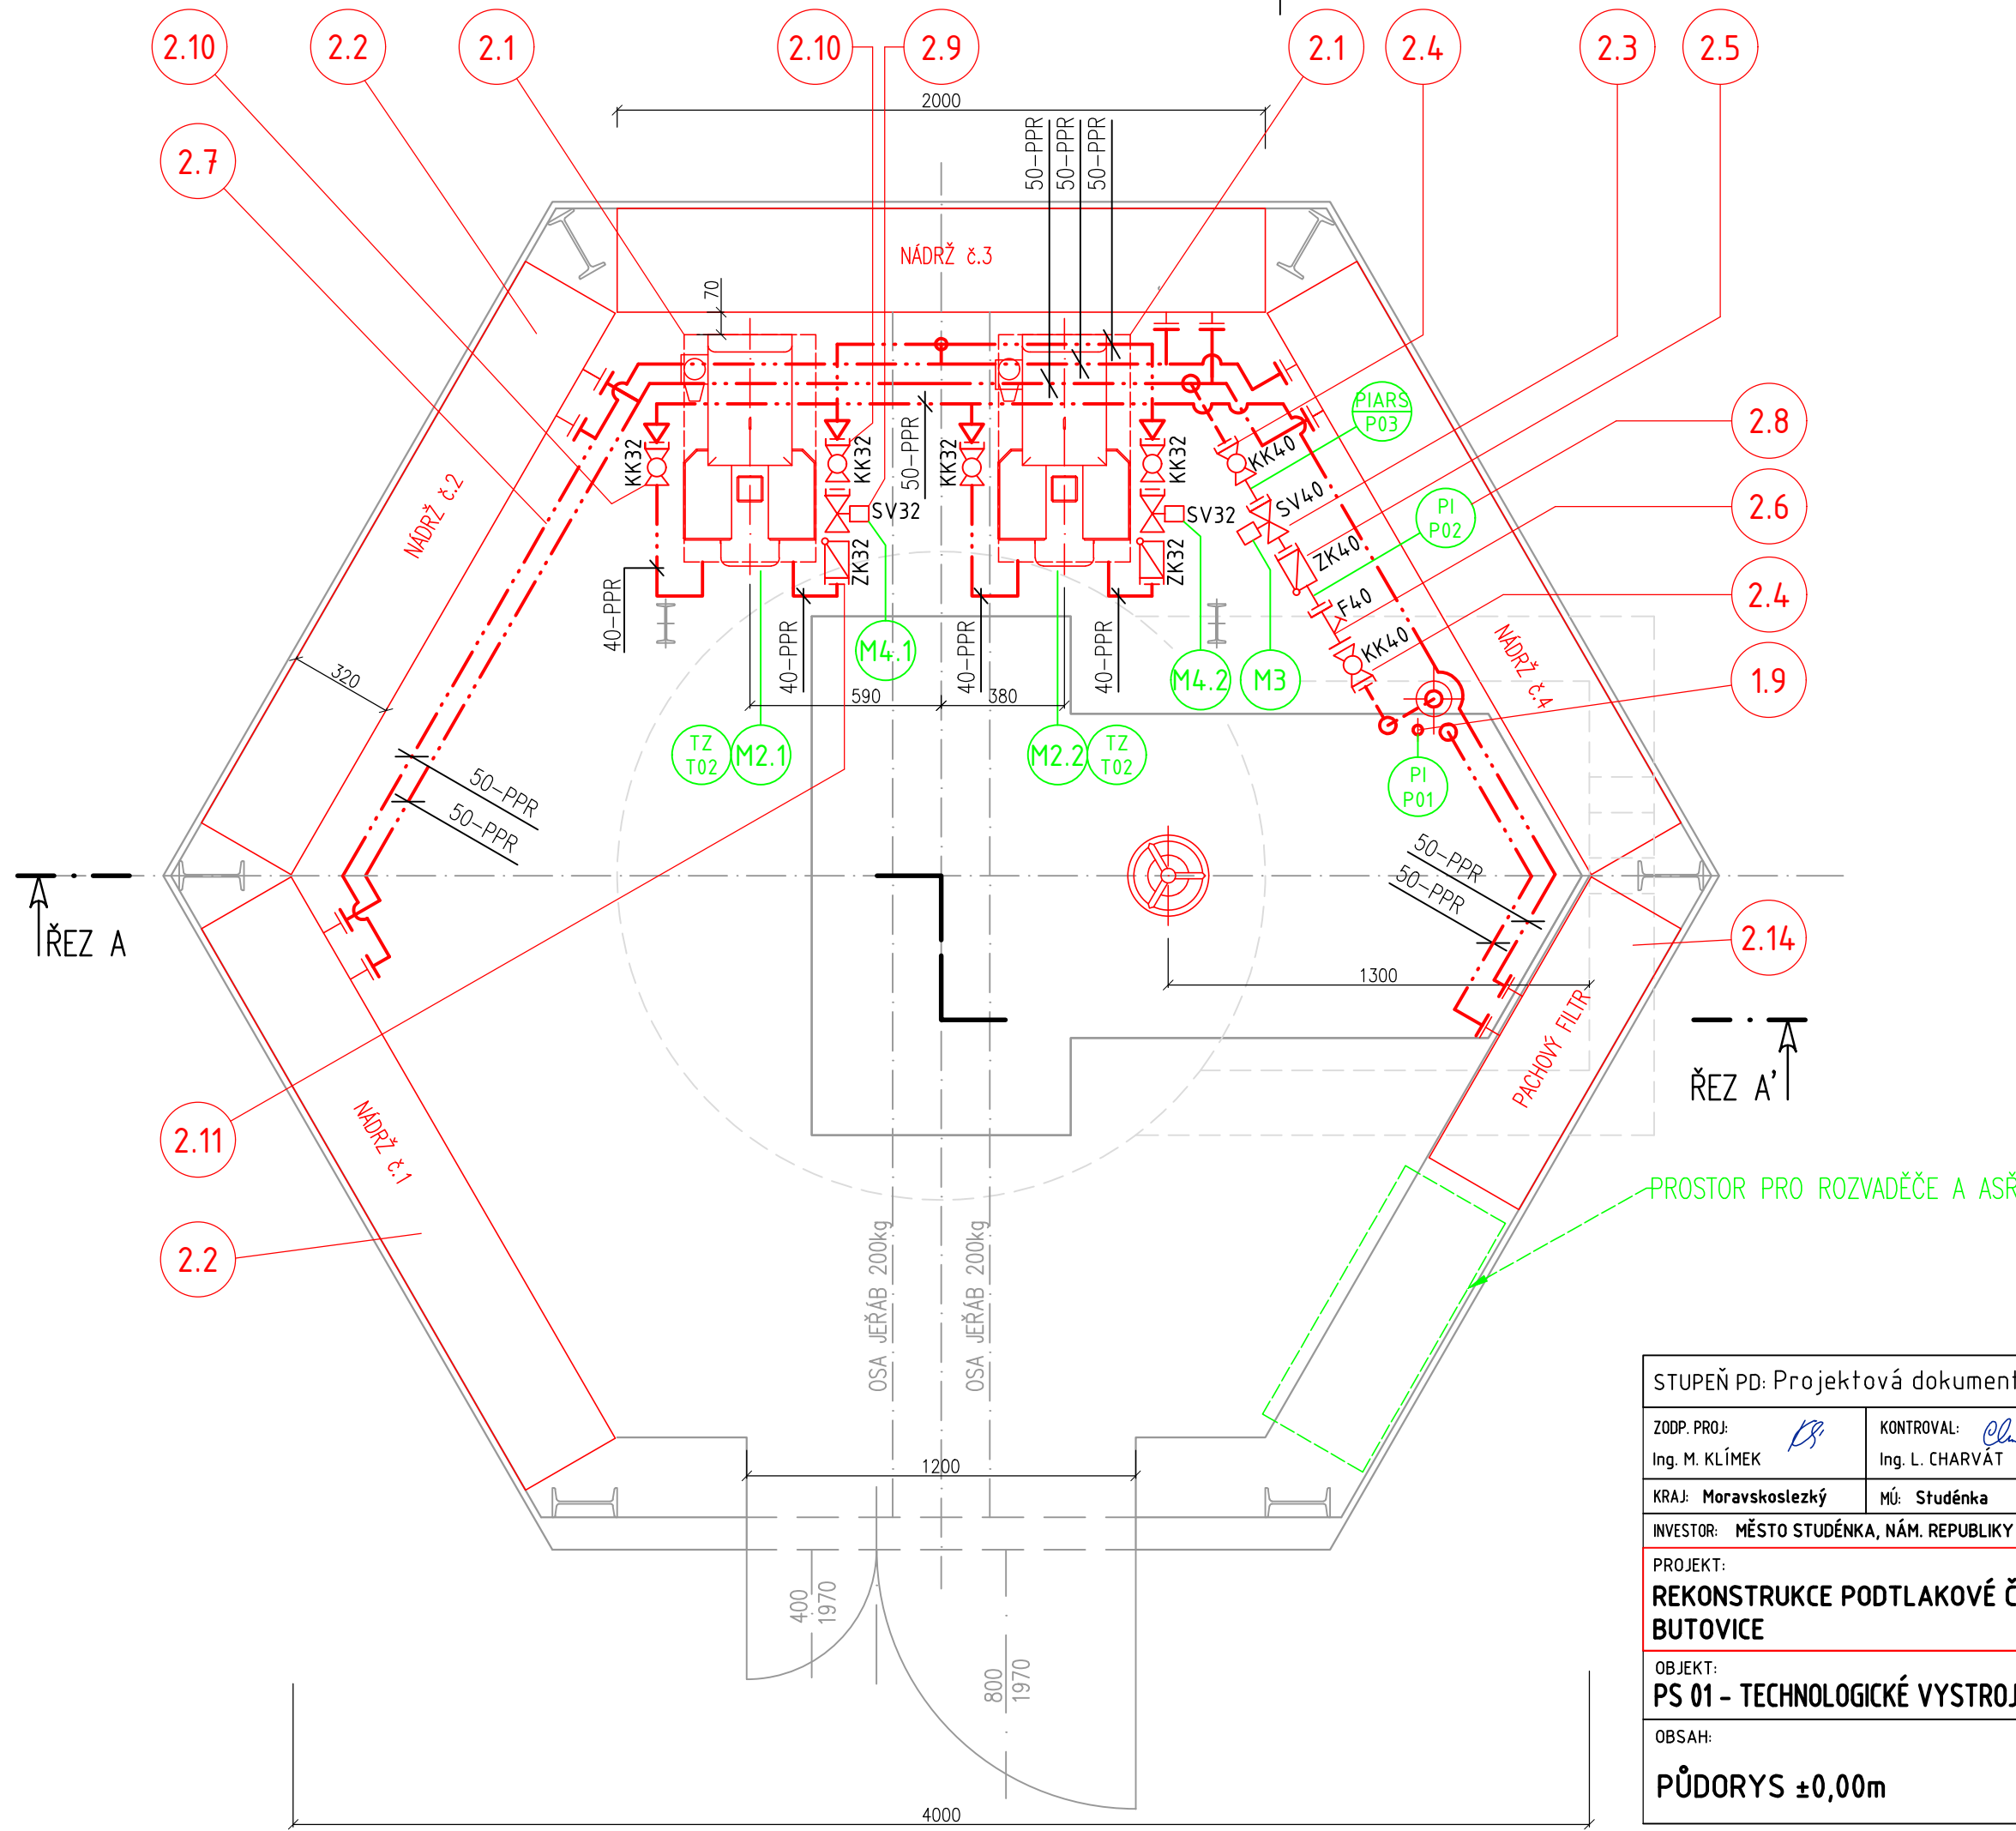 2.10
2.2
2.1
2.10
2.9
2.1
2.4
2.3
2.5
2.7
2000
50-PPR
50-PPR
50-PPR
NÁDRŽ č.3
70
PIARS
P03
2.8
KK32
KK32
50-PPR
KK32
KK32
KK40
SV40
SV32
SV32
PI
P02
2.6
NÁDRŽ č.2
ZK32
ZK32
ZK40
F40
2.4
40-PPR
40-PPR
40-PPR
40-PPR
KK40
M4.1
M4.2
M3
NÁDRŽ č.4
1.9
320
590
380
TZ
T02
M2.1
M2.2
TZ
T02
PI
P01
50-PPR
50-PPR
50-PPR
50-PPR
ŘEZ A
2.14
1300
PACHOVÝ FILTR
ŘEZ A'
2.11
NÁDRŽ č.1
PROSTOR PRO ROZVADĚČE A ASŘ
2.2
OSA JEŘÁB 200kg
OSA JEŘÁB 200kg
1200
400
1970
800
1970
4000
STUPEŇ PD: Projektová dokument
ZODP. PROJ:
Ing. M. KLÍMEK
KONTROVAL:
Ing. L. CHARVÁT
KRAJ: Moravskoslezký
MÚ: Studénka
INVESTOR: MĚSTO STUDÉNKA, NÁM. REPUBLIKY
PROJEKT:
REKONSTRUKCE PODTLAKOVÉ Č
BUTOVICE
OBJEKT:
PS 01 - TECHNOLOGICKÉ VYSTROJ
OBSAH:
PŮDORYS ±0,00m